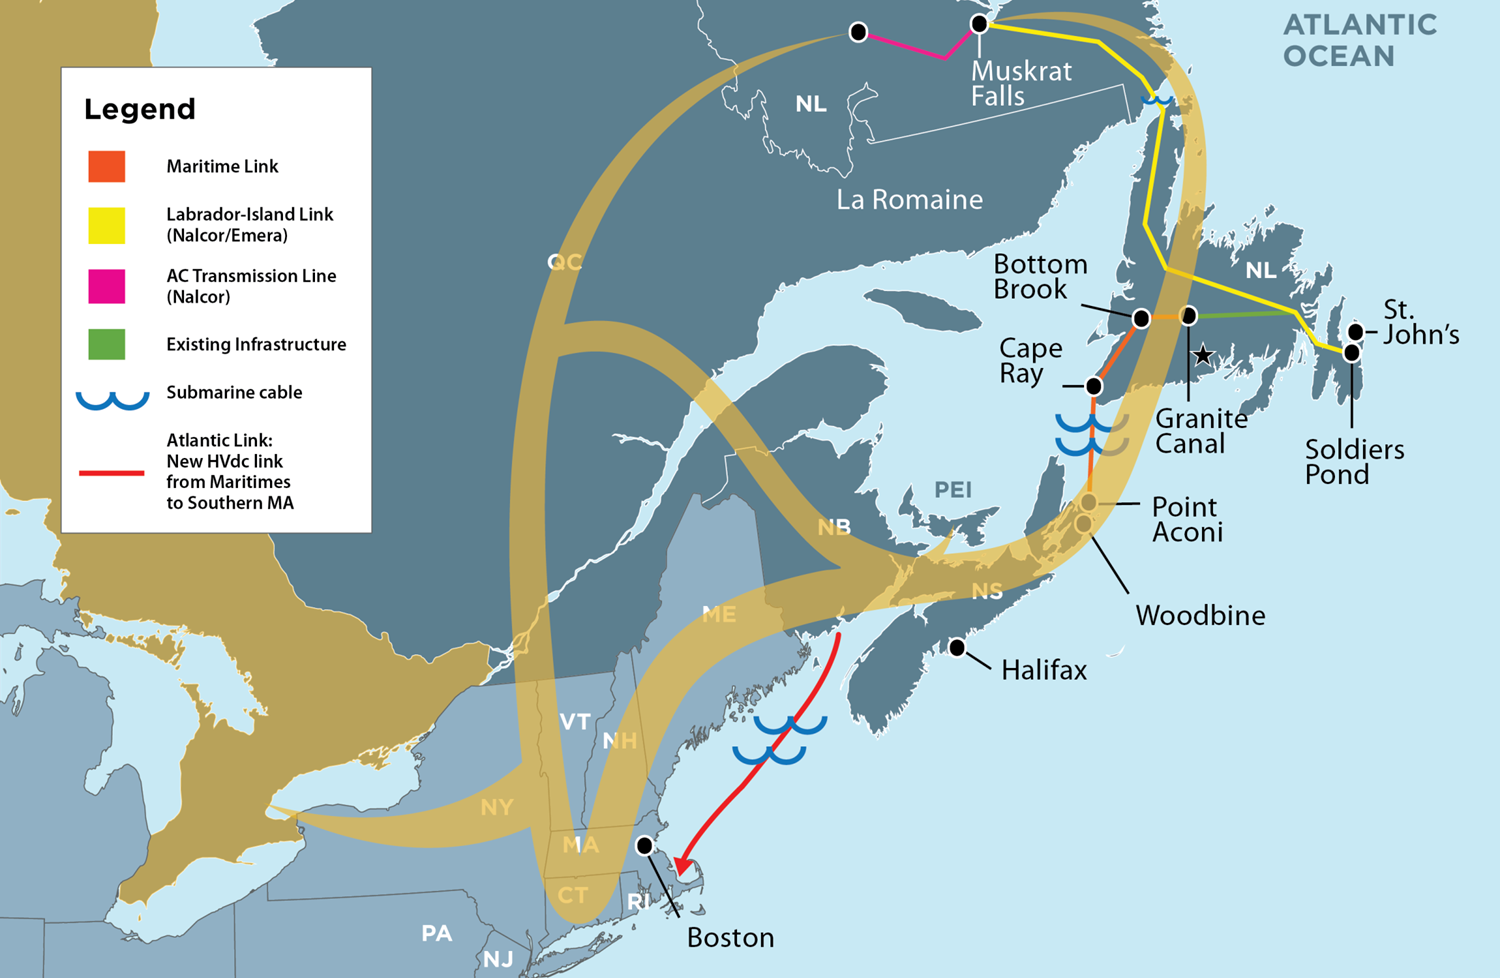 ATLANTIC
OCEAN
Legend
Maritime Link
Labrador-Island Link
(Nalcor/Emera)
AC Transmission Line
(Nalcor)
Existing Infrastructure
Submarine cable
Atlantic Link:
New HVdc link
from Maritimes
to Southern MA
Muskrat
Falls
NL
La Romaine
QC
Bottom
Brook
NL
St.
John's
Cape
Ray
Granite
Canal
Soldiers
Pond
PEI
Point
Aconi
NB
NS
Woodbine
ME
Halifax
VT
NH
NY
MA
CT
RI
PA
NJ
Boston